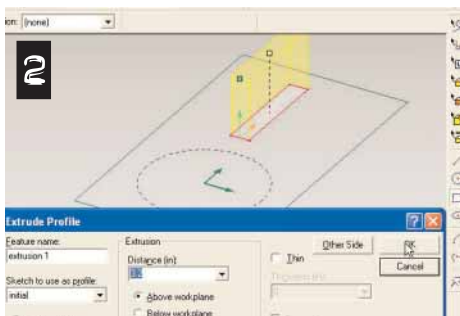 ion: (none)
2
Extrude Profile
Feature name:
extrusion 1
Sketch to use as profile:
initial
Extrusion
Distance (in):
Above workplane
Below workplane
Thin
Other Side
OK
Cancel